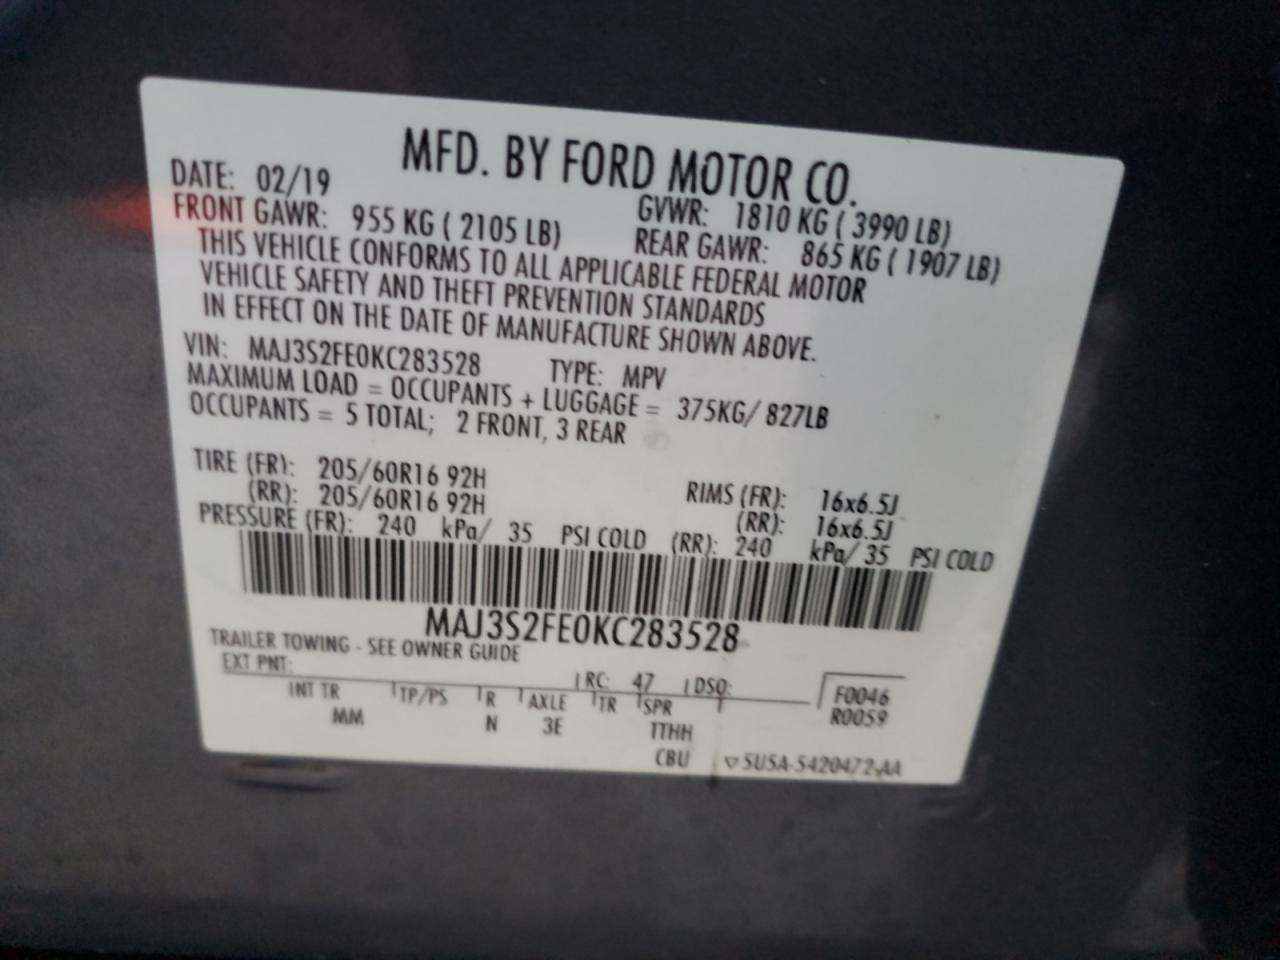 MFD. BY FORD MOTOR CO.
DATE: 02/19 GVWR: 1810 KG ( 3990 LB)
FRONT GAWR: 955 KG ( 2105 LB) REAR GAWR: 865 KG ( 1907 LB)
THIS VEHICLE CONFORMS TO ALL APPLICABLE FEDERAL MOTOR
VEHICLE SAFETY AND THEFT PREVENTION STANDARDS
IN EFFECT ON THE DATE OF MANUFACTURE SHOWN ABOVE.
VIN: MAJ3S2FE0KC283528 TYPE: MPV
MAXIMUM LOAD = OCCUPANTS + LUGGAGE = 375KG/ 827LB
OCCUPANTS = 5 TOTAL; 2 FRONT, 3 REAR
TIRE (FR): 205/60R16 92H RIMS (FR): 16x6.5J
(RR): 205/60R16 92H (RR): 16x6.5J
PRESSURE (FR): 240 kPa/ 35 PSI COLD (RR): 240 kPa/ 35 PSI COLD
MAJ3S2FE0KC283528
TRAILER TOWING - SEE OWNER GUIDE
EXT PNT: RC: 47 DSO: F0046
INT TR TP/PS R AXLE TR SPR R0059
MM N 3E TTHH
CBU 5U5A-5420472-AA